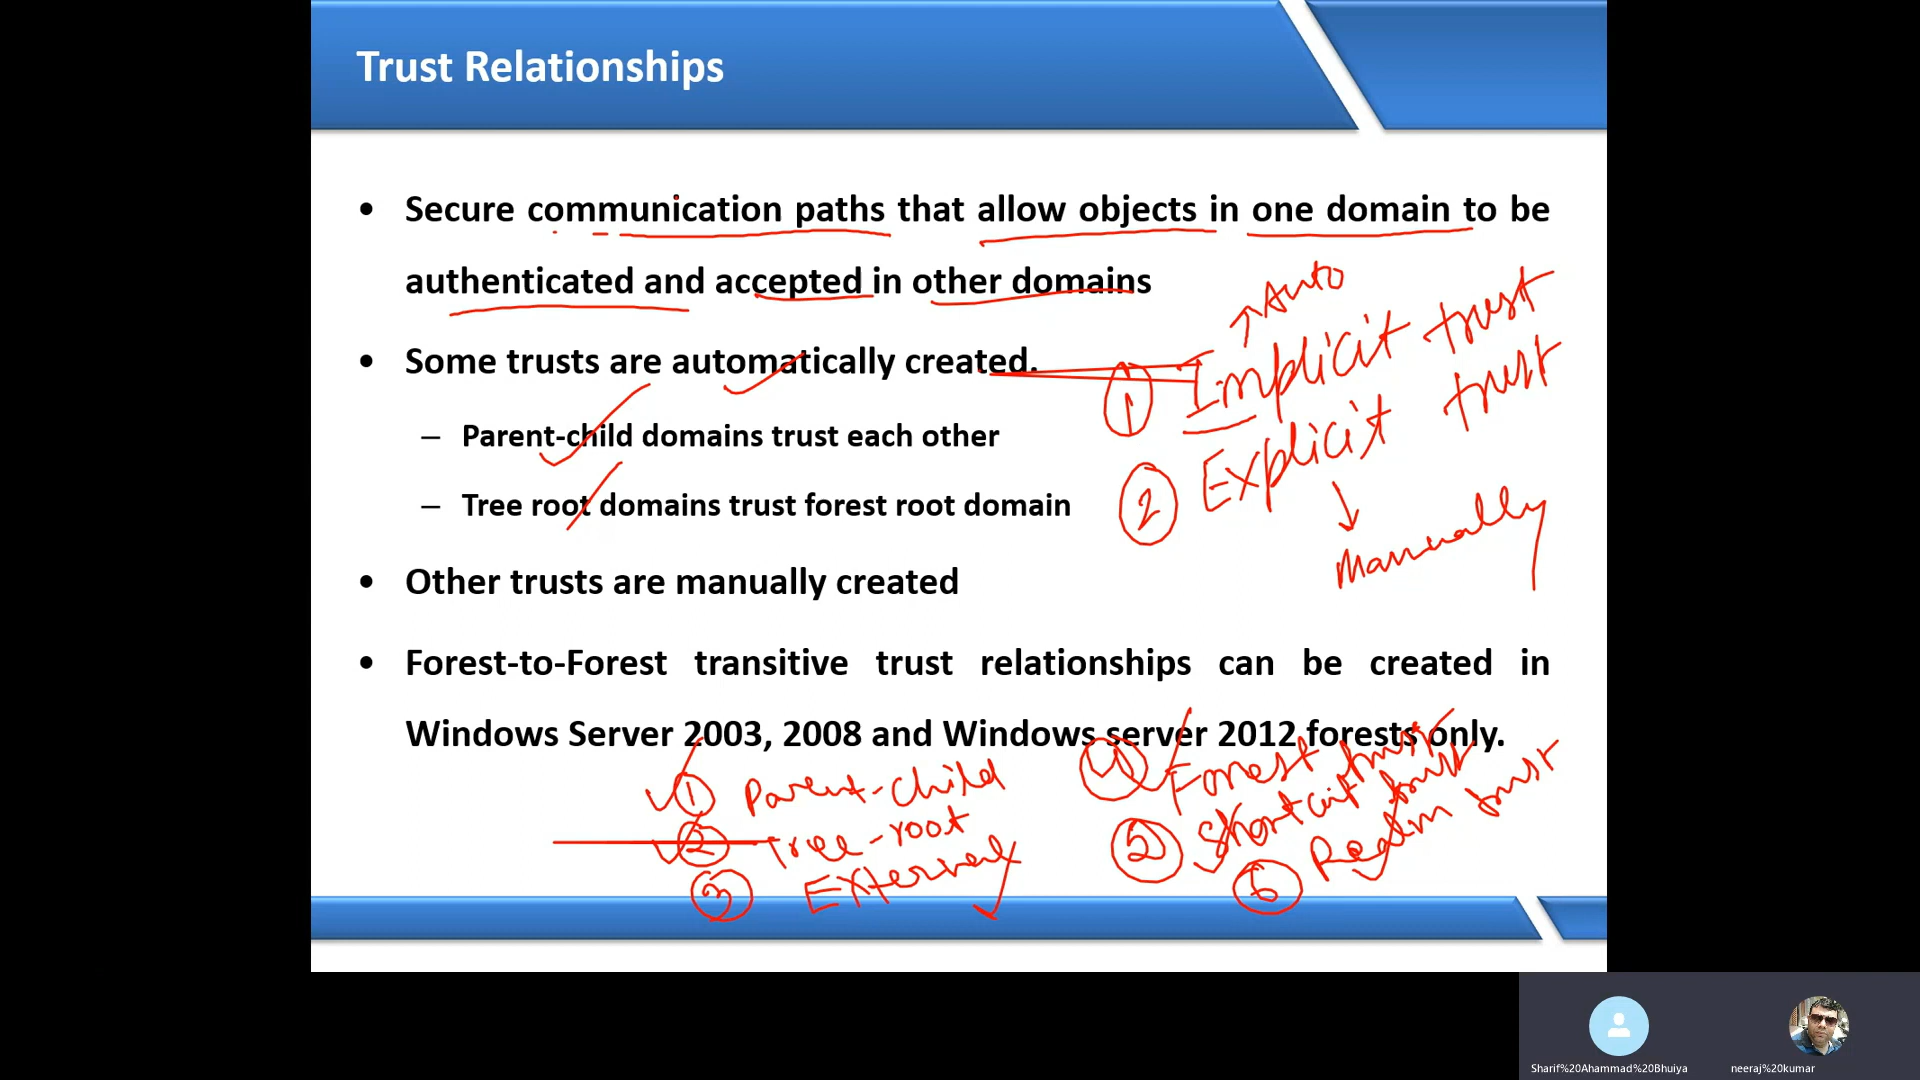 Trust Relationships
• Secure communication paths that allow objects in one domain to be
authenticated and accepted in other domains
↑ Auto
• Some trusts are automatically created.
① Implicit trust
– Parent-child domains trust each other
② Explicit trust
– Tree root domains trust forest root domain
↓
Manually
• Other trusts are manually created
• Forest-to-Forest transitive trust relationships can be created in
Windows Server 2003, 2008 and Windows server 2012 forests only.
① Parent-child
② Tree-root
③ External
④ Forest trust
⑤ Shortcut trust
⑥ Realm trust
Sharif%20Ahammad%20Bhuiya
neeraj%20kumar